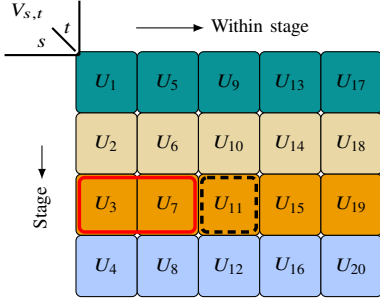 V_{s,t}
t
s
Within stage
Stage
U_1 U_5 U_9 U_13 U_17
U_2 U_6 U_10 U_14 U_18
U_3 U_7 U_11 U_15 U_19
U_4 U_8 U_12 U_16 U_20